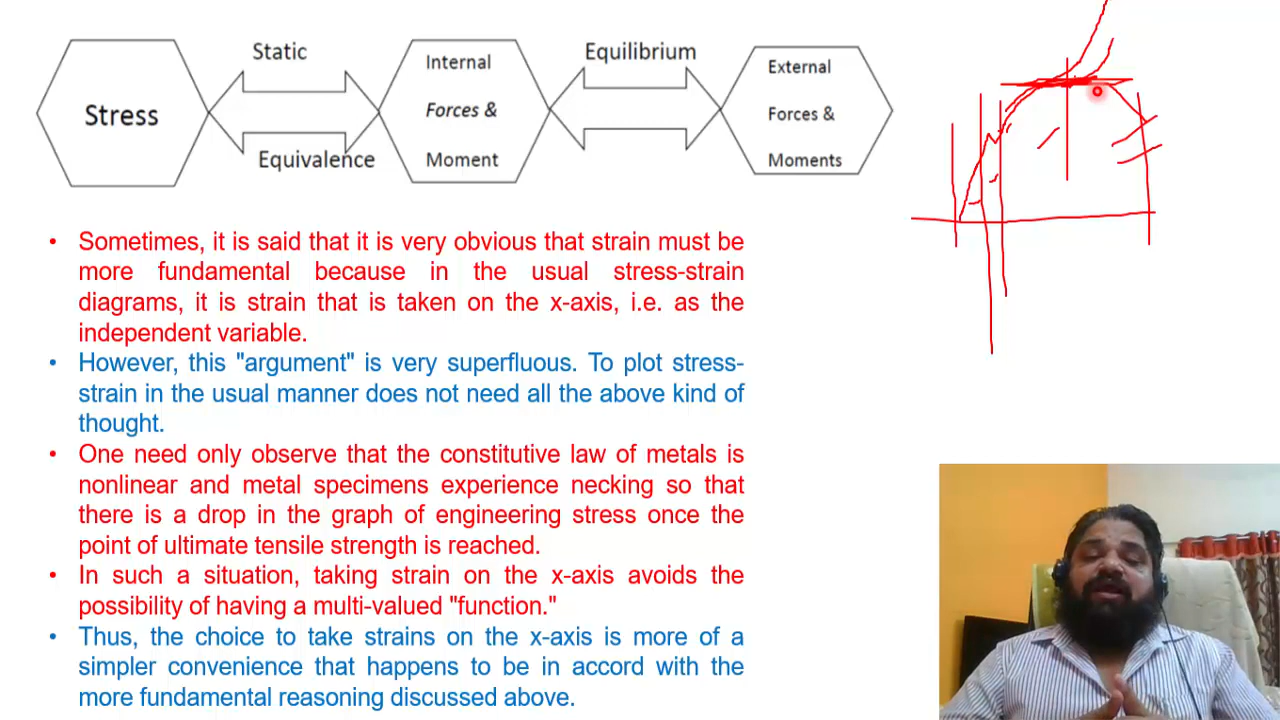 Static
Equilibrium
Internal
External
Stress
Forces &
Forces &
Equivalence
Moment
Moments
• Sometimes, it is said that it is very obvious that strain must be
more fundamental because in the usual stress-strain
diagrams, it is strain that is taken on the x-axis, i.e. as the
independent variable.
• However, this "argument" is very superfluous. To plot stress-
strain in the usual manner does not need all the above kind of
thought.
• One need only observe that the constitutive law of metals is
nonlinear and metal specimens experience necking so that
there is a drop in the graph of engineering stress once the
point of ultimate tensile strength is reached.
• In such a situation, taking strain on the x-axis avoids the
possibility of having a multi-valued "function."
• Thus, the choice to take strains on the x-axis is more of a
simpler convenience that happens to be in accord with the
more fundamental reasoning discussed above.